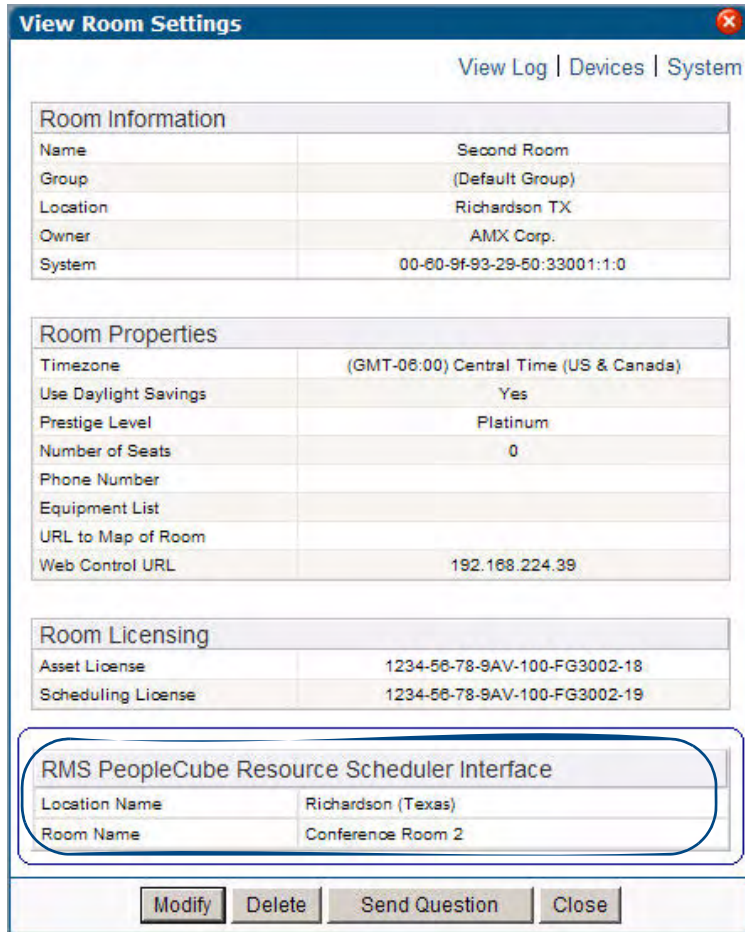 View Room Settings
View Log | Devices | System
Room Information
Name Second Room
Group (Default Group)
Location Richardson TX
Owner AMX Corp.
System 00-60-9f-93-29-50:33001:1:0
Room Properties
Timezone (GMT-06:00) Central Time (US & Canada)
Use Daylight Savings Yes
Prestige Level Platinum
Number of Seats 0
Phone Number
Equipment List
URL to Map of Room
Web Control URL 192.168.224.39
Room Licensing
Asset License 1234-56-78-9AV-100-FG3002-18
Scheduling License 1234-56-78-9AV-100-FG3002-19
RMS PeopleCube Resource Scheduler Interface
Location Name Richardson (Texas)
Room Name Conference Room 2
Modify Delete Send Question Close